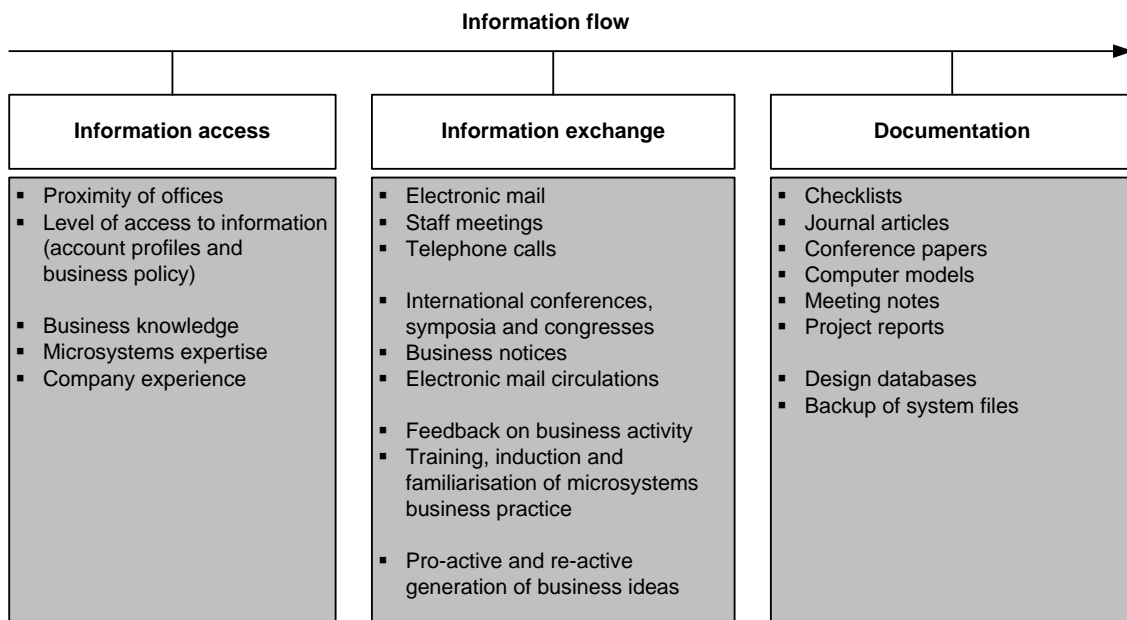 Information flow
Information access
Information exchange
Documentation
▪ Proximity of offices
▪ Level of access to information
(account profiles and
business policy)
▪ Business knowledge
▪ Microsystems expertise
▪ Company experience
▪ Electronic mail
▪ Staff meetings
▪ Telephone calls
▪ International conferences,
symposia and congresses
▪ Business notices
▪ Electronic mail circulations
▪ Feedback on business activity
▪ Training, induction and
familiarisation of microsystems
business practice
▪ Pro-active and re-active
generation of business ideas
▪ Checklists
▪ Journal articles
▪ Conference papers
▪ Computer models
▪ Meeting notes
▪ Project reports
▪ Design databases
▪ Backup of system files